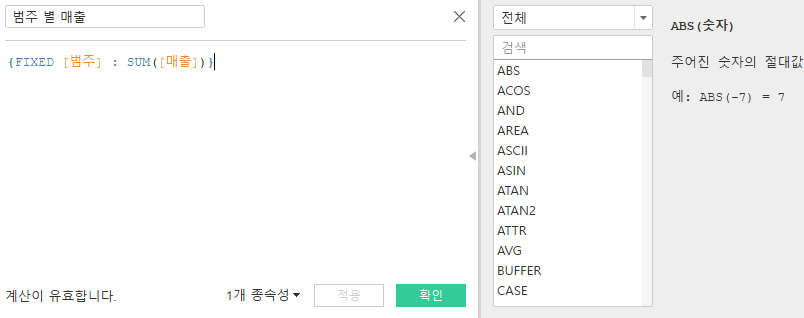 범주 별 매출
{FIXED [범주] : SUM([매출])}
계산이 유효합니다.
1개 종속성
적용
확인
전체
검색
ABS
ACOS
AND
AREA
ASCII
ASIN
ATAN
ATAN2
ATTR
AVG
BUFFER
CASE
ABS(숫자)
주어진 숫자의 절대값
예: ABS(-7) = 7